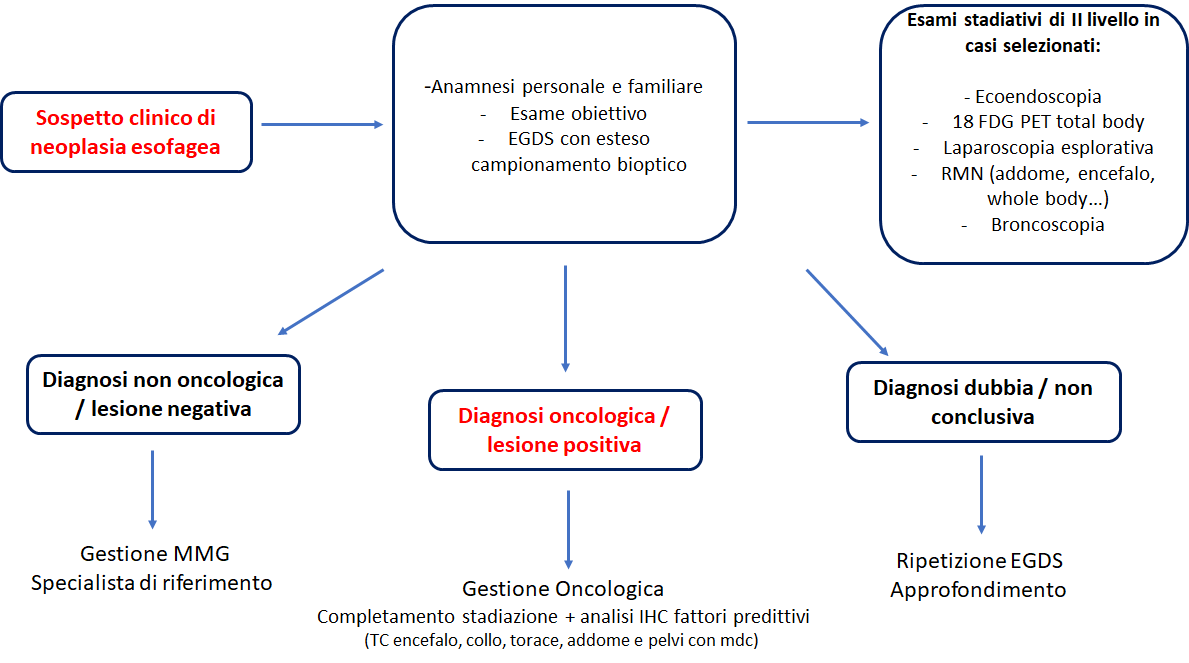 Sospetto clinico di
neoplasia esofagea
-Anamnesi personale e familiare
- Esame obiettivo
- EGDS con esteso
campionamento bioptico
Esami stadiativi di II livello in
casi selezionati:
- Ecoendoscopia
- 18 FDG PET total body
- Laparoscopia esplorativa
- RMN (addome, encefalo,
whole body...)
- Broncoscopia
Diagnosi non oncologica
/ lesione negativa
Diagnosi oncologica /
lesione positiva
Diagnosi dubbia / non
conclusiva
Gestione MMG
Specialista di riferimento
Gestione Oncologica
Completamento stadiazione + analisi IHC fattori predittivi
(TC encefalo, collo, torace, addome e pelvi con mdc)
Ripetizione EGDS
Approfondimento